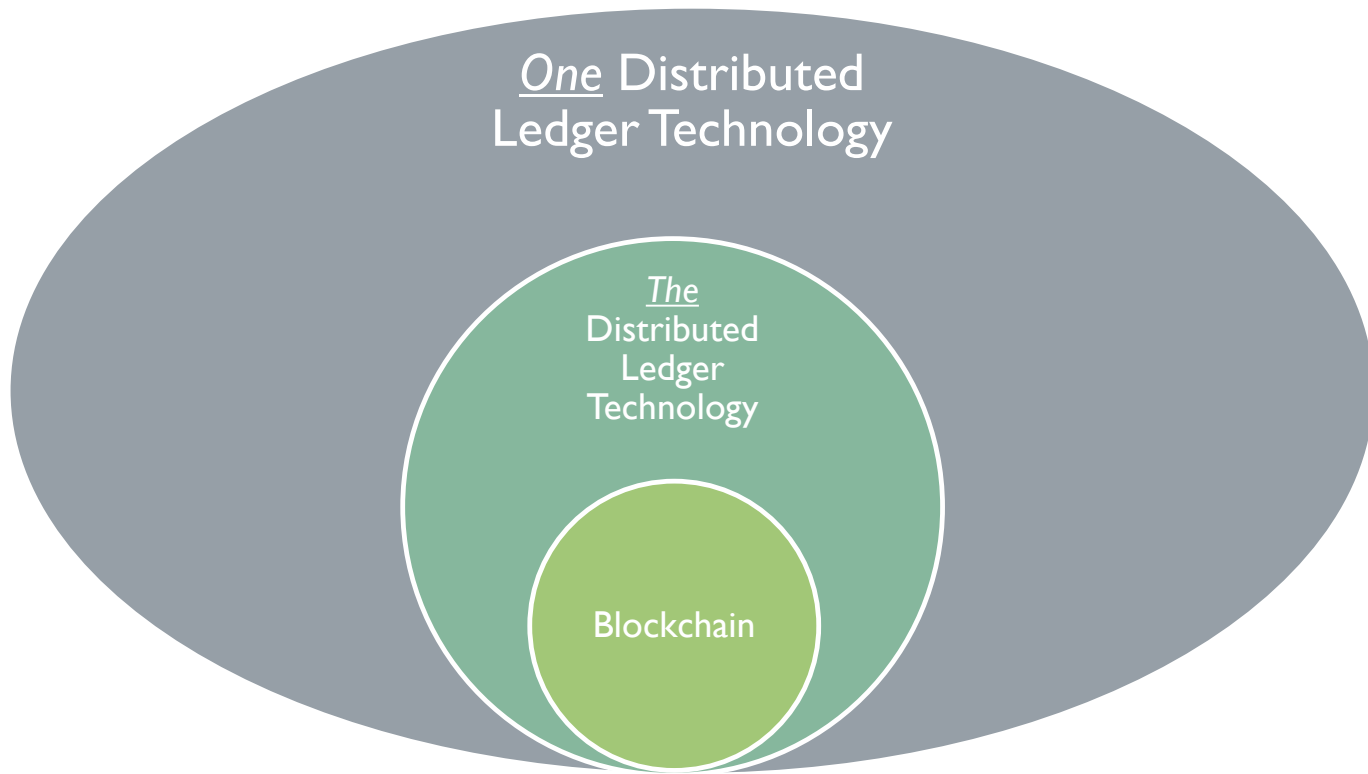 One Distributed
Ledger Technology
The
Distributed
Ledger
Technology
Blockchain